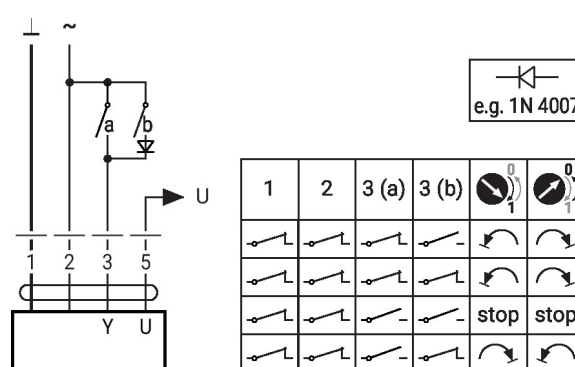 ⊥ ~
a b
e.g. 1N 4007
U
1 2 3 (a) 3 (b) 0 1 0 1
1 2 3 5
stop stop
Y U